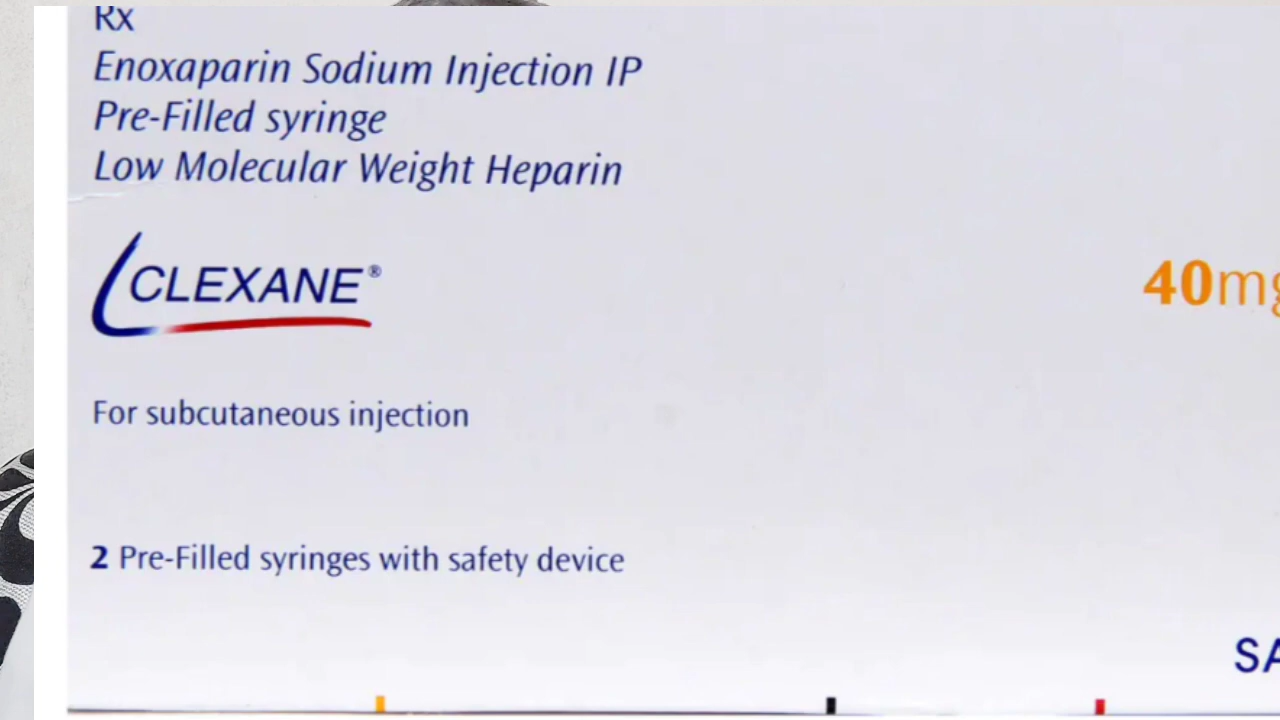 Rx
Enoxaparin Sodium Injection IP
Pre-Filled syringe
Low Molecular Weight Heparin
CLEXANE®
40mg
For subcutaneous injection
2 Pre-Filled syringes with safety device
SA